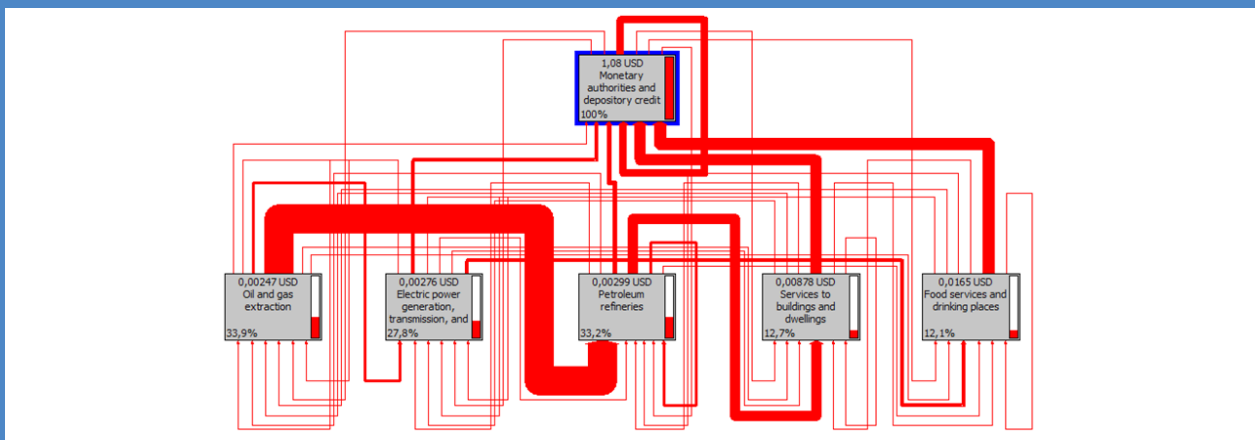 1,08 USD
Monetary
authorities and
depository credit
100%
0,00247 USD
Oil and gas
extraction
33,9%
0,00276 USD
Electric power
generation,
transmission, and
27,8%
0,00299 USD
Petroleum
refineries
33,2%
0,00878 USD
Services to
buildings and
dwellings
12,7%
0,0165 USD
Food services and
drinking places
12,1%